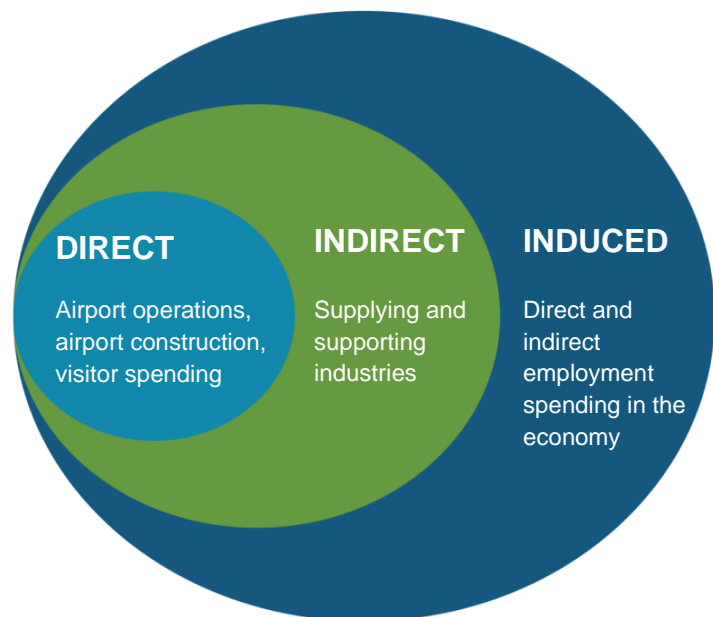 DIRECT
Airport operations,
airport construction,
visitor spending
INDIRECT
Supplying and
supporting
industries
INDUCED
Direct and
indirect
employment
spending in the
economy